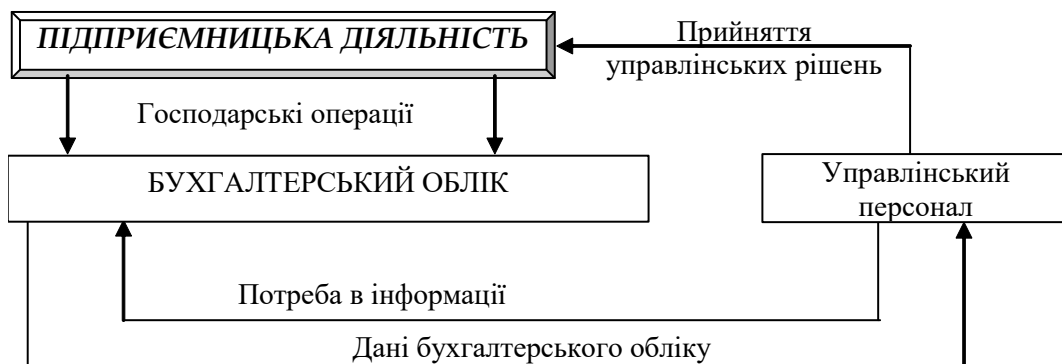 ПІДПРИЄМНИЦЬКА ДІЯЛЬНІСТЬ
Прийняття
управлінських рішень
Господарські операції
БУХГАЛТЕРСЬКИЙ ОБЛІК
Управлінський
персонал
Потреба в інформації
Дані бухгалтерського обліку